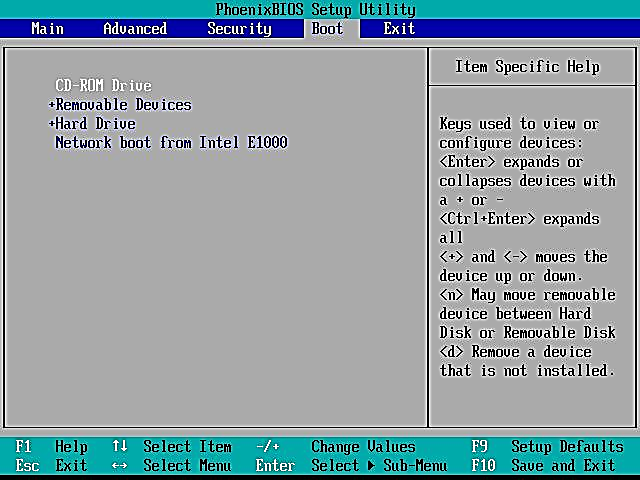 PhoenixBIOS Setup Utility
Main Advanced Security Boot Exit
CD-ROM Drive
+Removable Devices
+Hard Drive
Network boot from Intel E1000
Item Specific Help
Keys used to view or
configure devices:
<Enter> expands or
collapses devices with
a + or -
<Ctrl+Enter> expands
all
<+> and <-> moves the
device up or down.
<n> May move removable
device between Hard
Disk or Removable Disk
<d> Remove a device
that is not installed.
F1 Help ↑↓ Select Item -/+ Change Values F9 Setup Defaults
Esc Exit ↔ Select Menu Enter Select ▶ Sub-Menu F10 Save and Exit